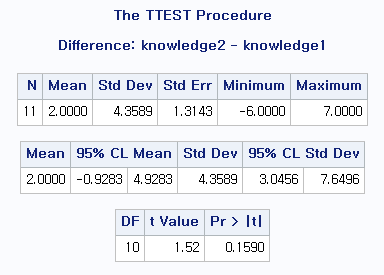 The TTEST Procedure
Difference: knowledge2 - knowledge1
N Mean Std Dev Std Err Minimum Maximum
11 2.0000 4.3589 1.3143 -6.0000 7.0000
Mean 95% CL Mean Std Dev 95% CL Std Dev
2.0000 -0.9283 4.9283 4.3589 3.0456 7.6496
DF t Value Pr > |t|
10 1.52 0.1590